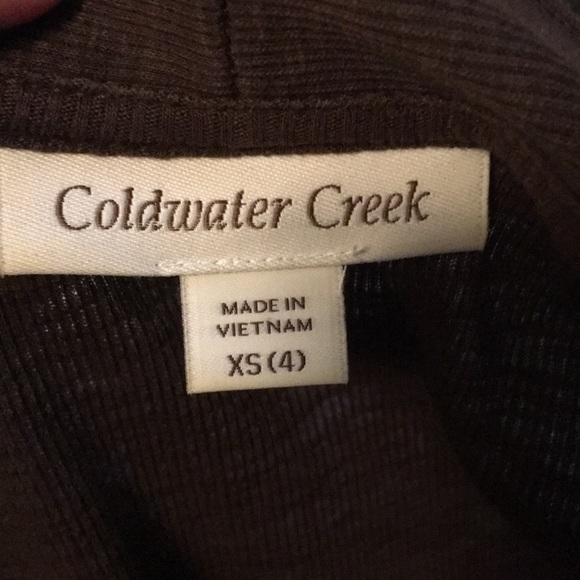 Coldwater Creek
MADE IN
VIETNAM
XS (4)